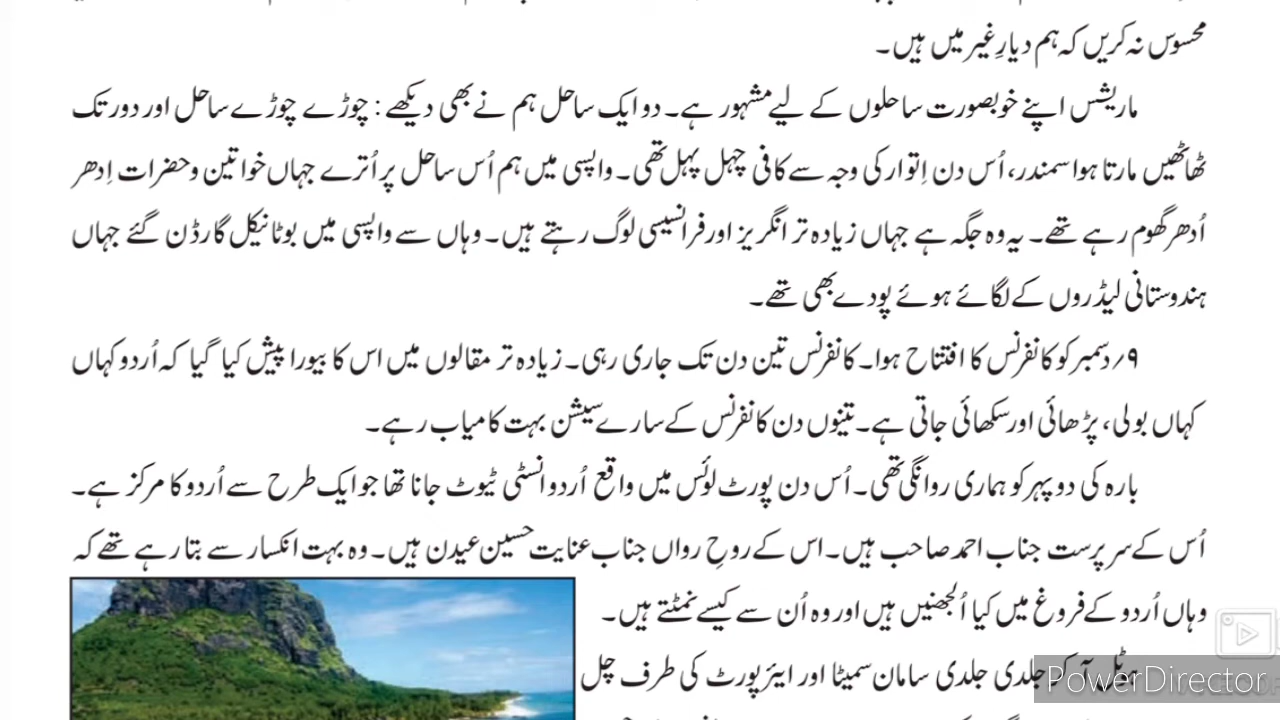 محسوس نہ کریں کہ ہم دیارِ غیر میں ہیں۔
ماریشس اپنے خوبصورت ساحلوں کے لیے مشہور ہے۔ دو ایک ساحل ہم نے بھی دیکھے : چوڑے چوڑے ساحل اور دور تک
ٹھاٹھیں مارتا ہوا سمندر، اُس دن اِتوار کی وجہ سے کافی چہل پہل تھی۔ واپسی میں ہم اُس ساحل پر اُترے جہاں خواتین و حضرات اِدھر
اُدھر گھوم رہے تھے۔ یہ وہ جگہ ہے جہاں زیادہ تر انگریز اور فرانسیسی لوگ رہتے ہیں۔ وہاں سے واپسی میں بوٹانیکل گارڈن گئے جہاں
ہندوستانی لیڈروں کے لگائے ہوئے پودے بھی تھے۔
۹؍دسمبر کو کانفرنس کا افتتاح ہوا۔ کانفرنس تین دن تک جاری رہی۔ زیادہ تر مقالوں میں اس کا بیورا پیش کیا گیا کہ اُردو کہاں
کہاں بولی، پڑھائی اور سکھائی جاتی ہے۔ تینوں دن کانفرنس کے سارے سیشن بہت کامیاب رہے۔
بارہ کی دوپہر کو ہماری روانگی تھی۔ اُس دن پورٹ لوئس میں واقع اُردو انسٹی ٹیوٹ جانا تھا جو ایک طرح سے اُردو کا مرکز ہے۔
اُس کے سرپرست جناب احمد صاحب ہیں۔ اس کے روحِ رواں جناب عنایت حسین عیدن ہیں۔ وہ بہت انکسار سے بتا رہے تھے کہ
وہاں اُردو کے فروغ میں کیا اُلجھنیں ہیں اور وہ اُن سے کیسے نمٹتے ہیں۔
ہوٹل آ کر جلدی جلدی سامان سمیٹا اور ایئرپورٹ کی طرف چل
PowerDirector